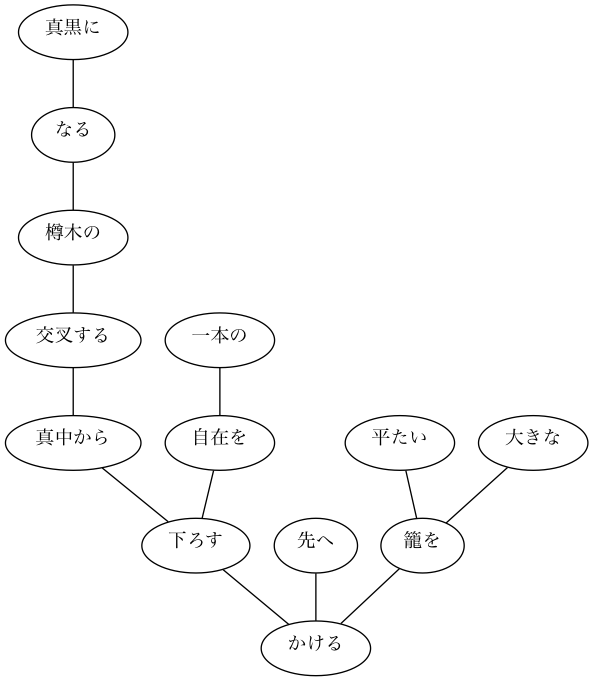 真黒に
なる
樽木の
交叉する
一本の
真中から
自在を
平たい
大きな
下ろす
先へ
籠を
かける